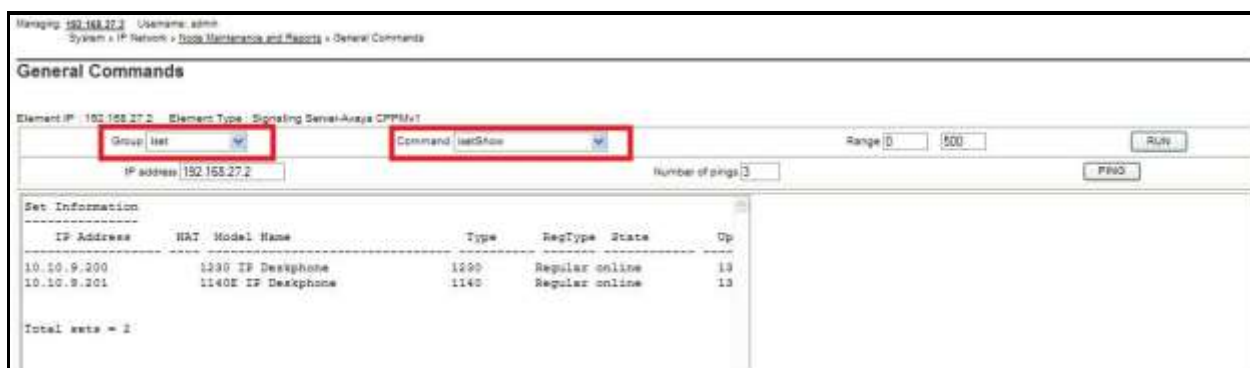 Managing: 192.168.27.2 Username: admin
System » IP Network » Node Maintenance and Reports » General Commands
General Commands
Element IP : 192.168.27.2 Element Type : Signaling Server-Avaya CPPMv1
Group iset Command isetShow Range 0 500 RUN
IP address 192.168.27.2 Number of pings 3 PING
Set Information
---------------
IP Address NAT Model Name Type RegType State Up
10.10.9.200 1230 IP Deskphone 1230 Regular online 13
10.10.9.201 1140E IP Deskphone 1140 Regular online 13
Total sets = 2